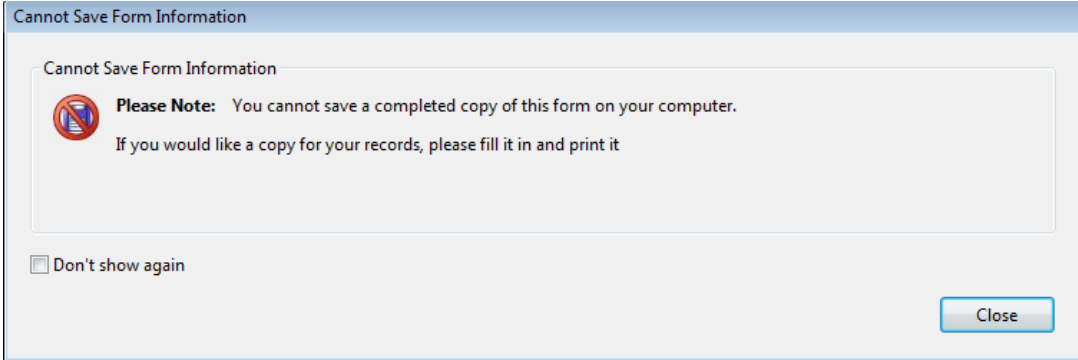 Cannot Save Form Information
Cannot Save Form Information
Please Note: You cannot save a completed copy of this form on your computer.
If you would like a copy for your records, please fill it in and print it
Don't show again
Close